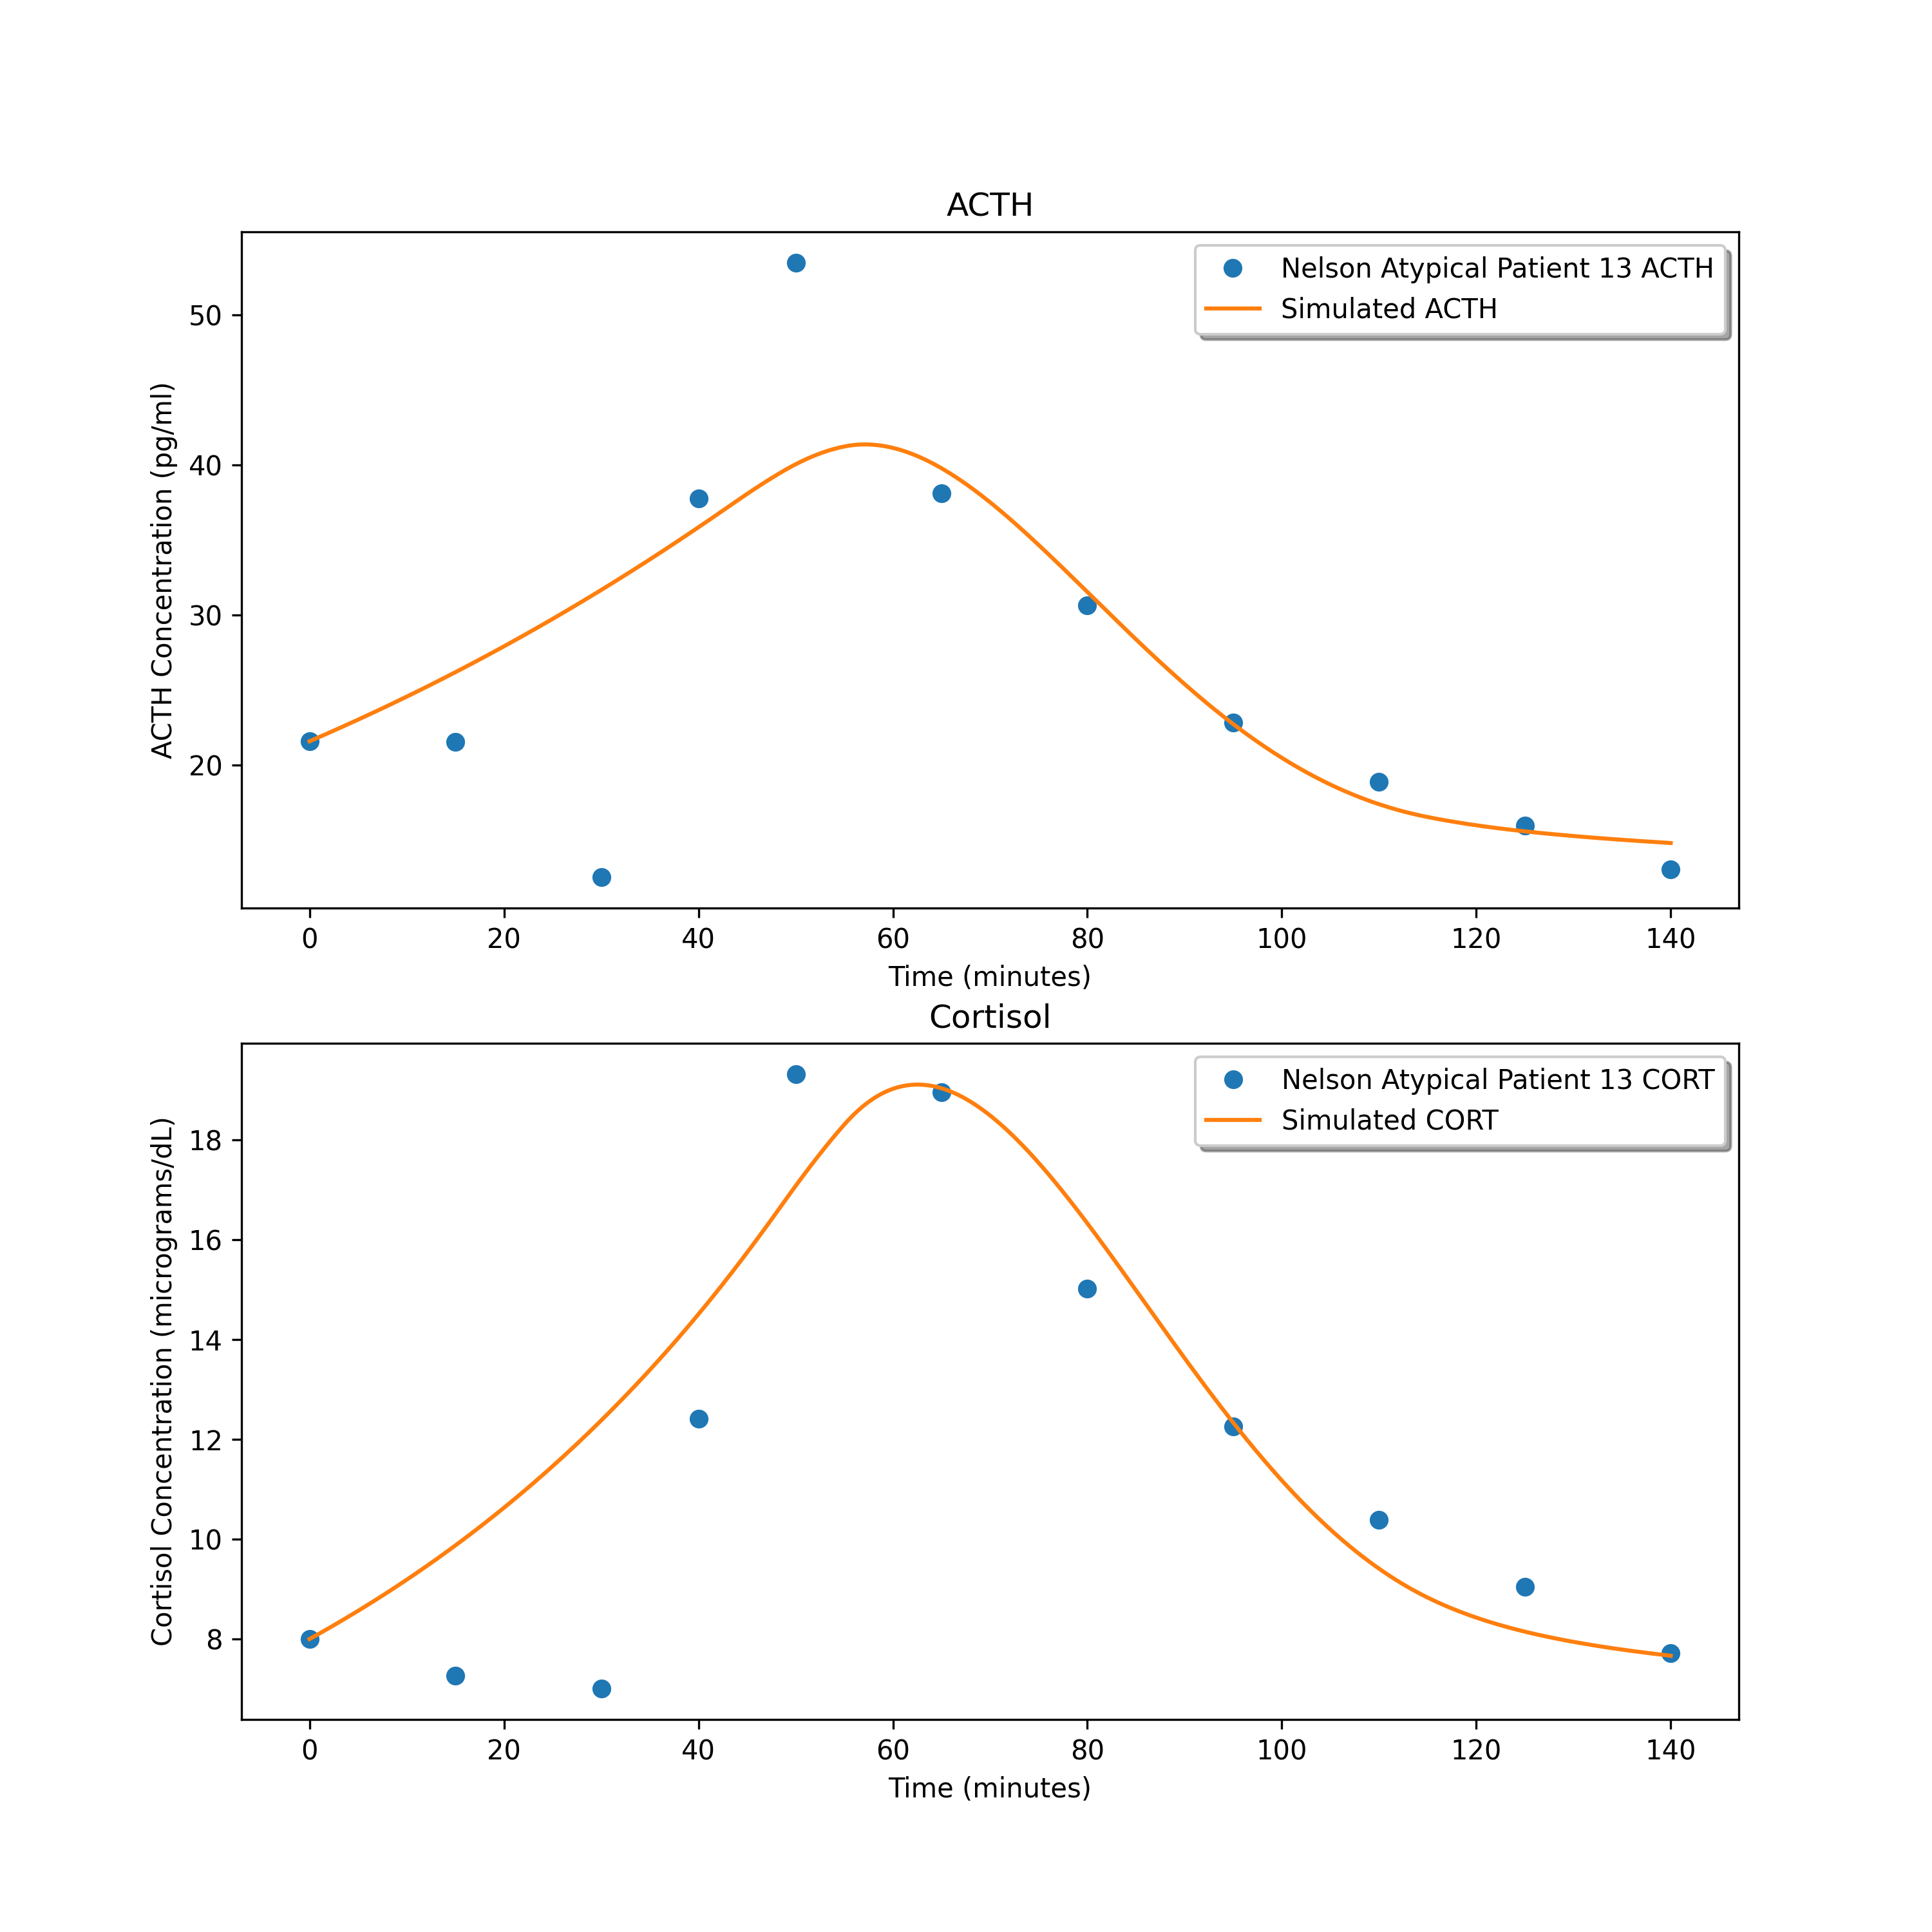 ACTH
Nelson Atypical Patient 13 ACTH
Simulated ACTH
ACTH Concentration (pg/ml)
50
40
30
20
0 20 40 60 80 100 120 140
Time (minutes)
Cortisol
Nelson Atypical Patient 13 CORT
Simulated CORT
Cortisol Concentration (micrograms/dL)
18
16
14
12
10
8
0 20 40 60 80 100 120 140
Time (minutes)